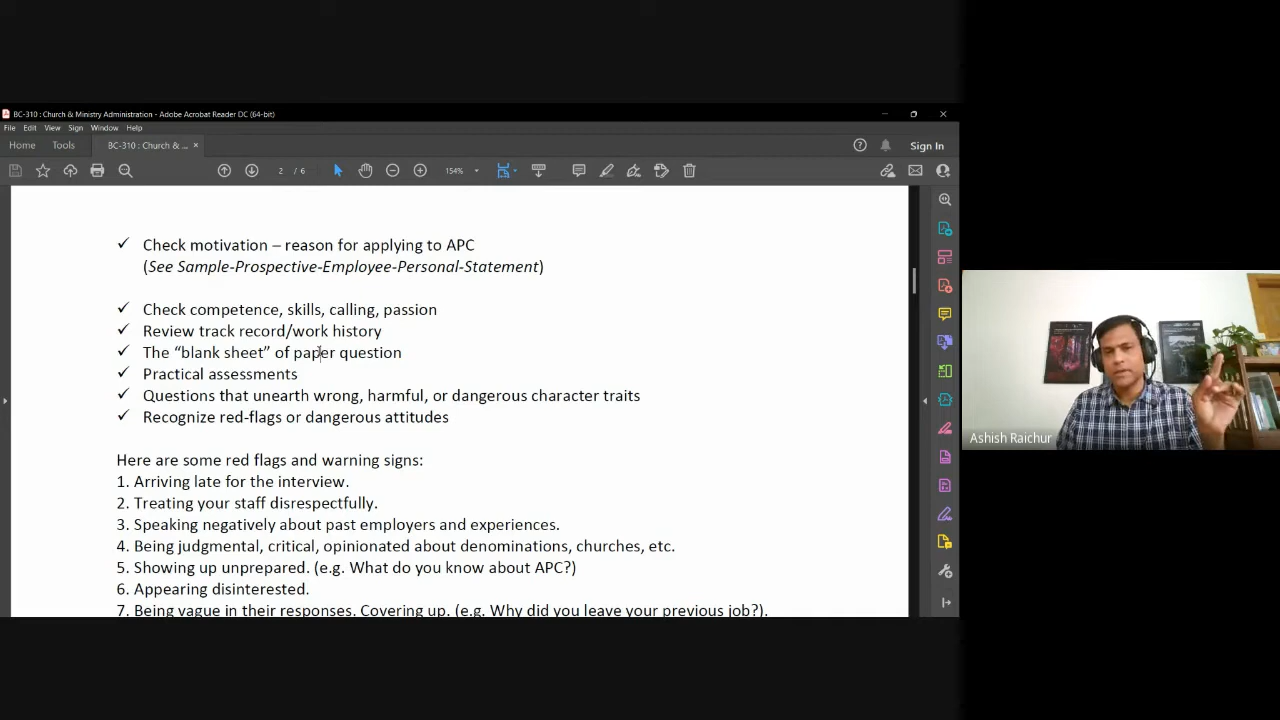 BC-310 : Church & Ministry Administration - Adobe Acrobat Reader DC (64-bit)
File Edit View Sign Window Help
Home Tools BC-310 : Church & ... × Sign In
2 / 6 154%
✓ Check motivation – reason for applying to APC
(See Sample-Prospective-Employee-Personal-Statement)
✓ Check competence, skills, calling, passion
✓ Review track record/work history
✓ The “blank sheet” of paper question
✓ Practical assessments
✓ Questions that unearth wrong, harmful, or dangerous character traits
✓ Recognize red-flags or dangerous attitudes
Here are some red flags and warning signs:
1. Arriving late for the interview.
2. Treating your staff disrespectfully.
3. Speaking negatively about past employers and experiences.
4. Being judgmental, critical, opinionated about denominations, churches, etc.
5. Showing up unprepared. (e.g. What do you know about APC?)
6. Appearing disinterested.
7. Being vague in their responses. Covering up. (e.g. Why did you leave your previous job?).
Ashish Raichur